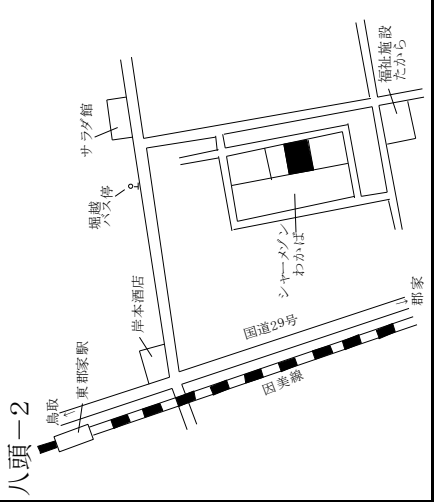 八頭－2
鳥取
東郡家駅
岸本酒店
堀越
バス停
サラダ館
シャーメゾン
わかば
福祉施設
たから
国道29号
因美線
郡家